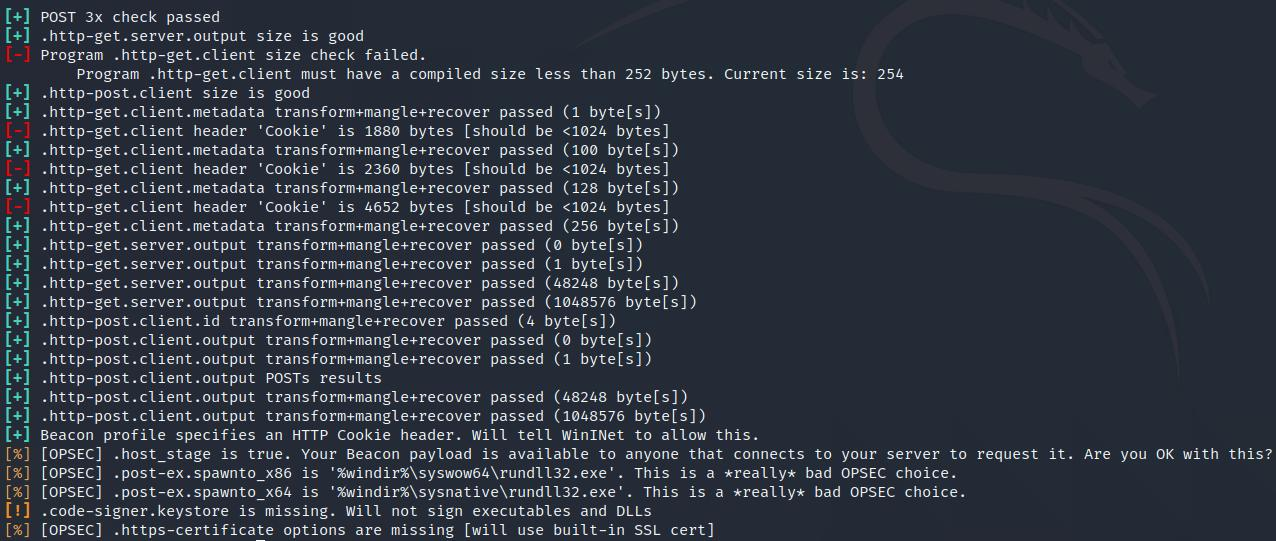 [+] POST 3x check passed
[+] .http-get.server.output size is good
[-] Program .http-get.client size check failed.
        Program .http-get.client must have a compiled size less than 252 bytes. Current size is: 254
[+] .http-post.client size is good
[+] .http-get.client.metadata transform+mangle+recover passed (1 byte[s])
[-] .http-get.client header 'Cookie' is 1880 bytes [should be <1024 bytes]
[+] .http-get.client.metadata transform+mangle+recover passed (100 byte[s])
[-] .http-get.client header 'Cookie' is 2360 bytes [should be <1024 bytes]
[+] .http-get.client.metadata transform+mangle+recover passed (128 byte[s])
[-] .http-get.client header 'Cookie' is 4652 bytes [should be <1024 bytes]
[+] .http-get.client.metadata transform+mangle+recover passed (256 byte[s])
[+] .http-get.server.output transform+mangle+recover passed (0 byte[s])
[+] .http-get.server.output transform+mangle+recover passed (1 byte[s])
[+] .http-get.server.output transform+mangle+recover passed (48248 byte[s])
[+] .http-get.server.output transform+mangle+recover passed (1048576 byte[s])
[+] .http-post.client.id transform+mangle+recover passed (4 byte[s])
[+] .http-post.client.output transform+mangle+recover passed (0 byte[s])
[+] .http-post.client.output transform+mangle+recover passed (1 byte[s])
[+] .http-post.client.output POSTs results
[+] .http-post.client.output transform+mangle+recover passed (48248 byte[s])
[+] .http-post.client.output transform+mangle+recover passed (1048576 byte[s])
[+] Beacon profile specifies an HTTP Cookie header. Will tell WinINet to allow this.
[%] [OPSEC] .host_stage is true. Your Beacon payload is available to anyone that connects to your server to request it. Are you OK with this?
[%] [OPSEC] .post-ex.spawnto_x86 is '%windir%\syswow64\rundll32.exe'. This is a *really* bad OPSEC choice.
[%] [OPSEC] .post-ex.spawnto_x64 is '%windir%\sysnative\rundll32.exe'. This is a *really* bad OPSEC choice.
[!] .code-signer.keystore is missing. Will not sign executables and DLLs
[%] [OPSEC] .https-certificate options are missing [will use built-in SSL cert]